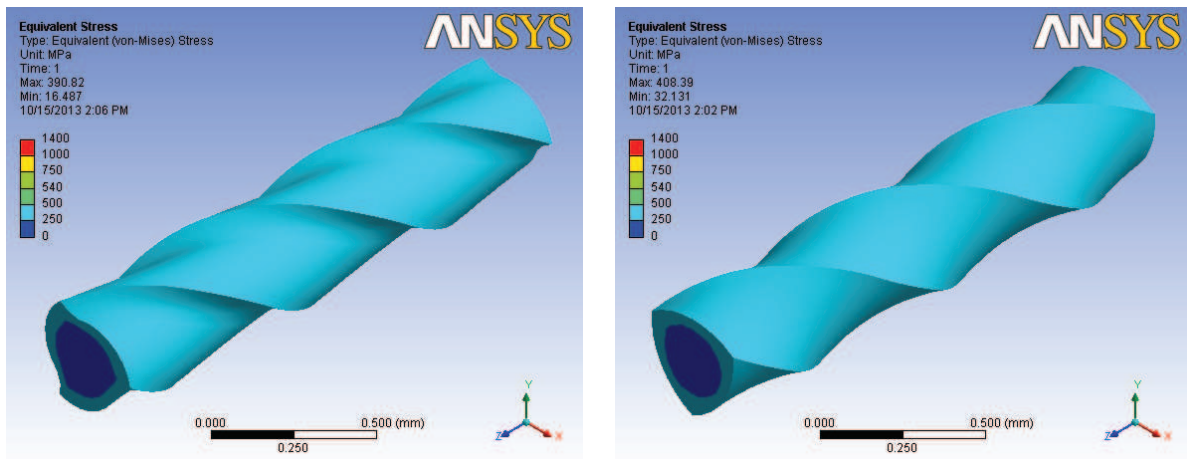 Equivalent Stress
Type: Equivalent (von-Mises) Stress
Unit: MPa
Time: 1
Max: 390.82
Min: 16.487
10/15/2013 2:06 PM
ANSYS
1400
1000
750
540
500
250
0
0.000
0.500 (mm)
0.250
Y
Z
X
Equivalent Stress
Type: Equivalent (von-Mises) Stress
Unit: MPa
Time: 1
Max: 408.39
Min: 32.131
10/15/2013 2:02 PM
ANSYS
1400
1000
750
540
500
250
0
0.000
0.500 (mm)
0.250
Y
Z
X